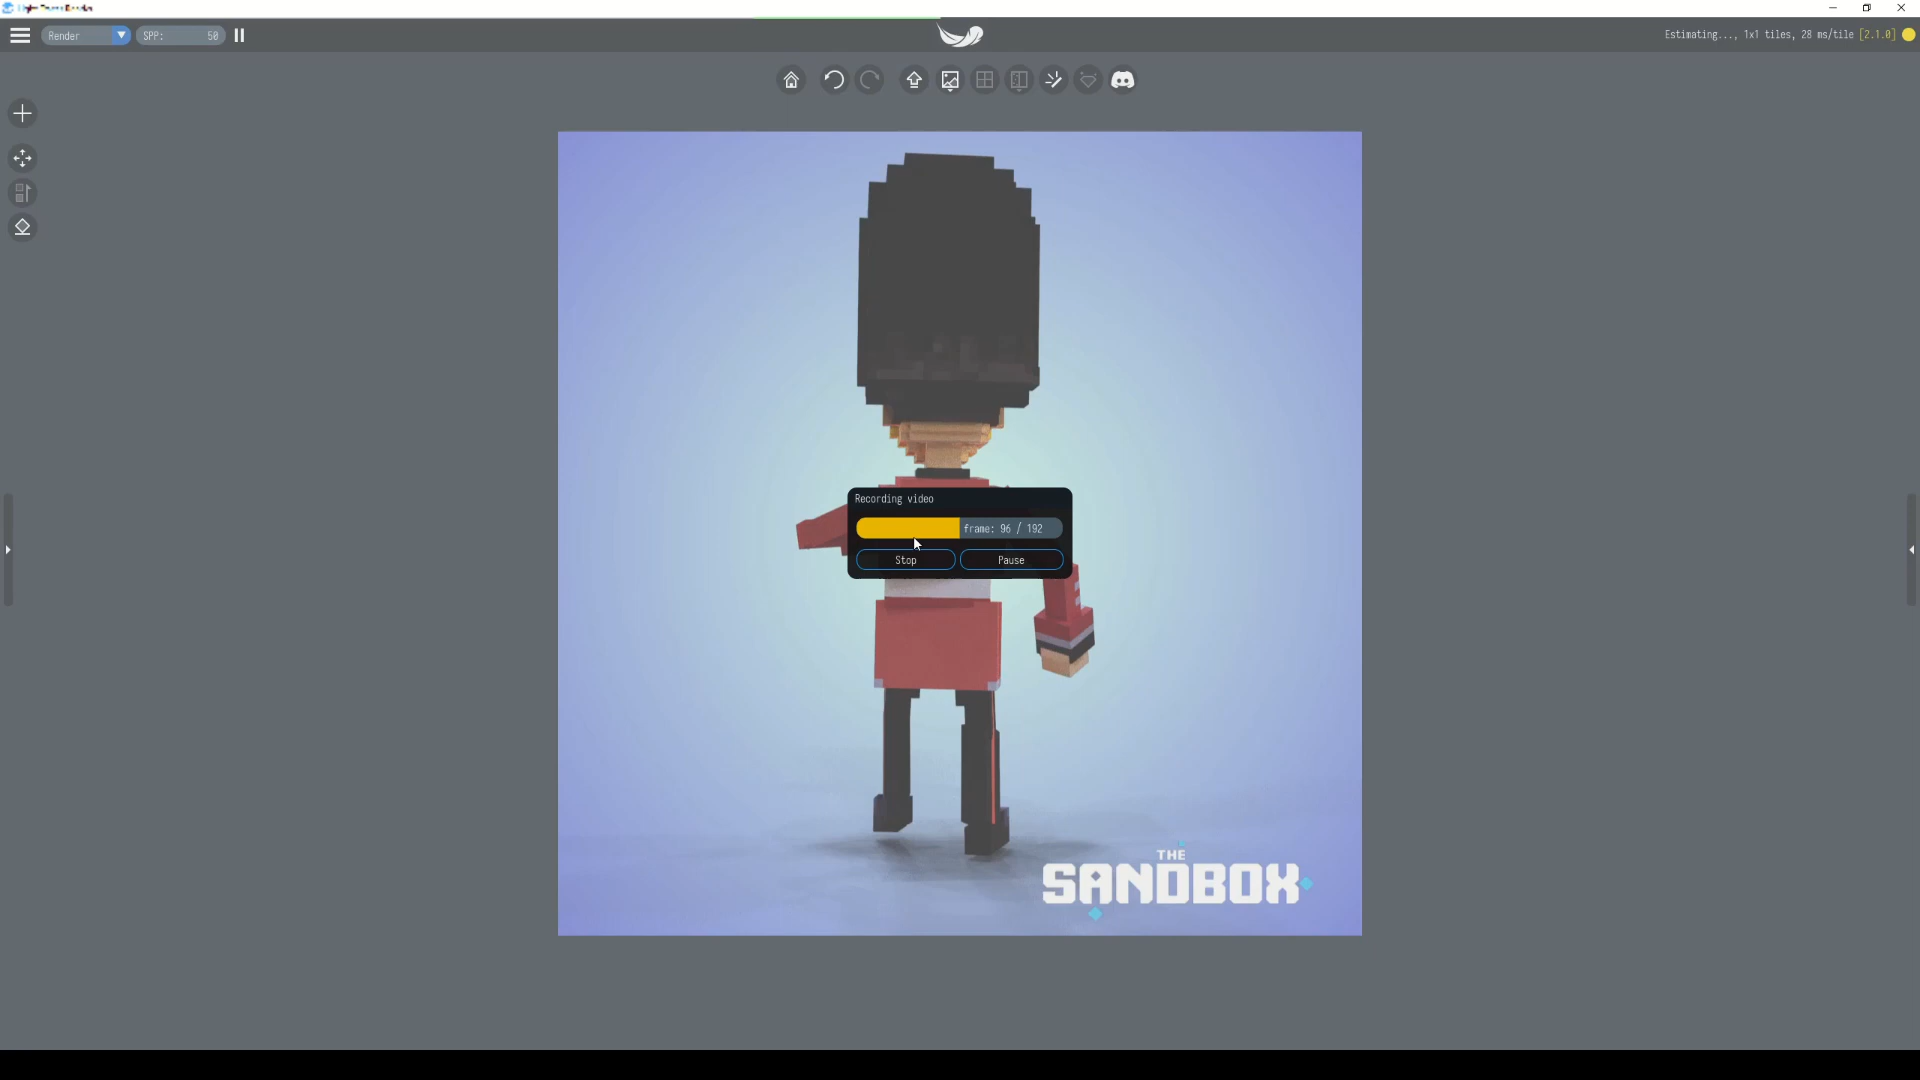 Render
SPP: 50
Estimating..., 1x1 tiles, 28 ms/tile [2.1.0]
Recording video
frame: 96 / 192
Stop
Pause
THE
SANDBOX